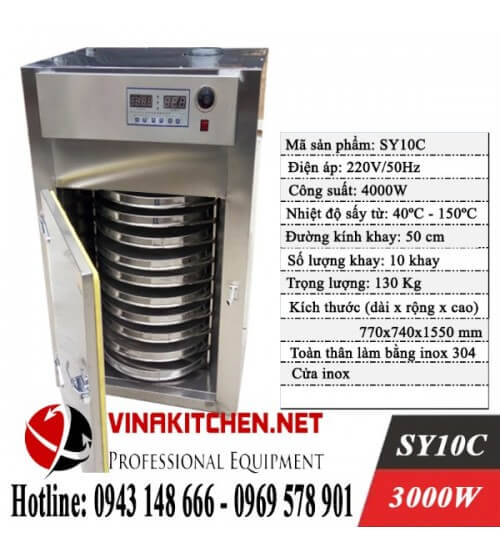 Mã sản phẩm: SY10C
Điện áp: 220V/50Hz
Công suất: 4000W
Nhiệt độ sấy từ: 40ºC - 150ºC
Đường kính khay: 50 cm
Số lượng khay: 10 khay
Trọng lượng: 130 Kg
Kích thước (dài x rộng x cao)
770x740x1550 mm
Toàn thân làm bằng inox 304
Cửa inox
VINAKITCHEN.NET
PROFESSIONAL EQUIPMENT
Hotline: 0943 148 666 - 0969 578 901
SY10C
3000W